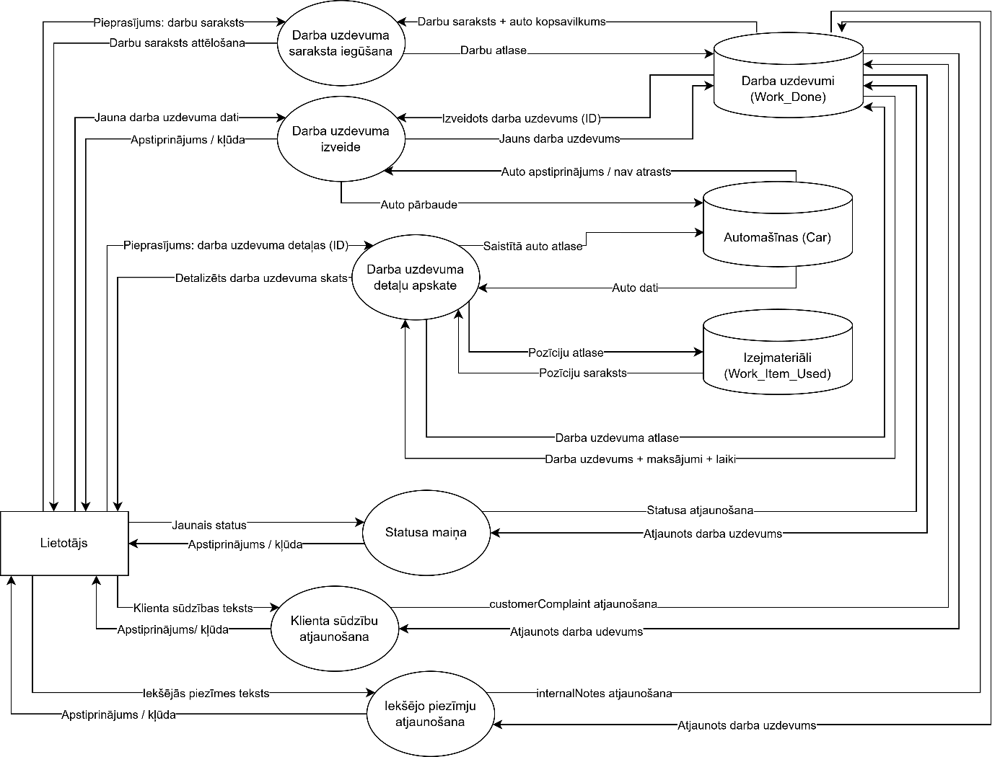 Pieprasījums: darbu saraksts
Darbu saraksts attēlošana
Darba uzdevuma
saraksta iegūšana
Darbu saraksts + auto kopsavilkums
Darbu atlase
Darba uzdevumi
(Work_Done)
Jauna darba uzdevuma dati
Apstiprinājums / kļūda
Darba uzdevuma
izveide
Izveidots darba uzdevums (ID)
Jauns darba uzdevums
Auto apstiprinājums / nav atrasts
Auto pārbaude
Automašīnas (Car)
Pieprasījums: darba uzdevuma detaļas (ID)
Detalizēts darba uzdevuma skats
Darba uzdevuma
detaļu apskate
Saistītā auto atlase
Auto dati
Pozīciju atlase
Pozīciju saraksts
Izejmateriāli
(Work_Item_Used)
Darba uzdevuma atlase
Darba uzdevums + maksājumi + laiki
Lietotājs
Jaunais status
Apstiprinājums / kļūda
Statusa maiņa
Statusa atjaunošana
Atjaunots darba uzdevums
Klienta sūdzības teksts
Apstiprinājums/ kļūda
Klienta sūdzību
atjaunošana
customerComplaint atjaunošana
Atjaunots darba udevums
Iekšējās piezīmes teksts
Apstiprinājums / kļūda
Iekšējo piezīmju
atjaunošana
internalNotes atjaunošana
Atjaunots darba uzdevums